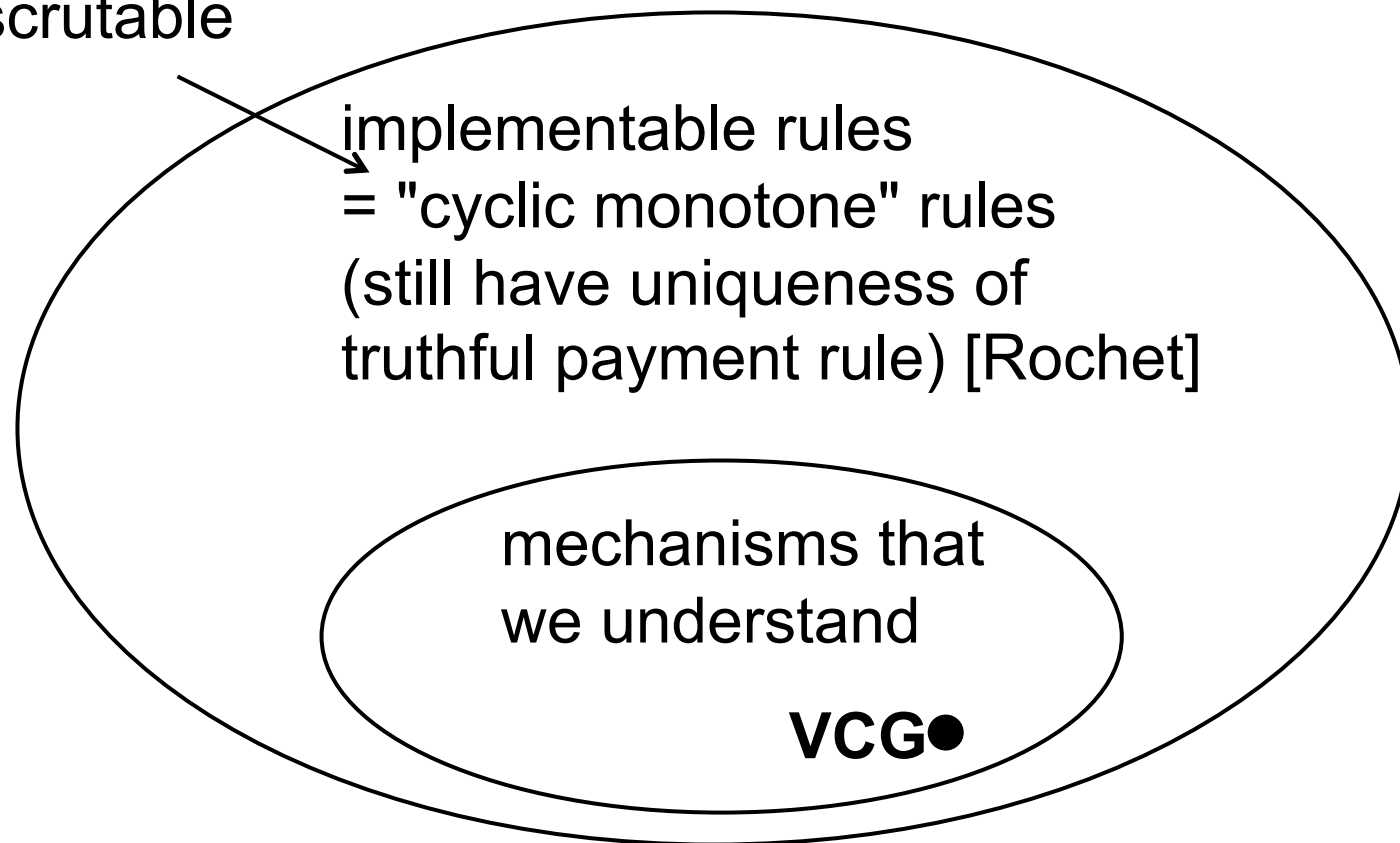 scrutable
implementable rules
= "cyclic monotone" rules
(still have uniqueness of
truthful payment rule) [Rochet]
mechanisms that
we understand
VCG